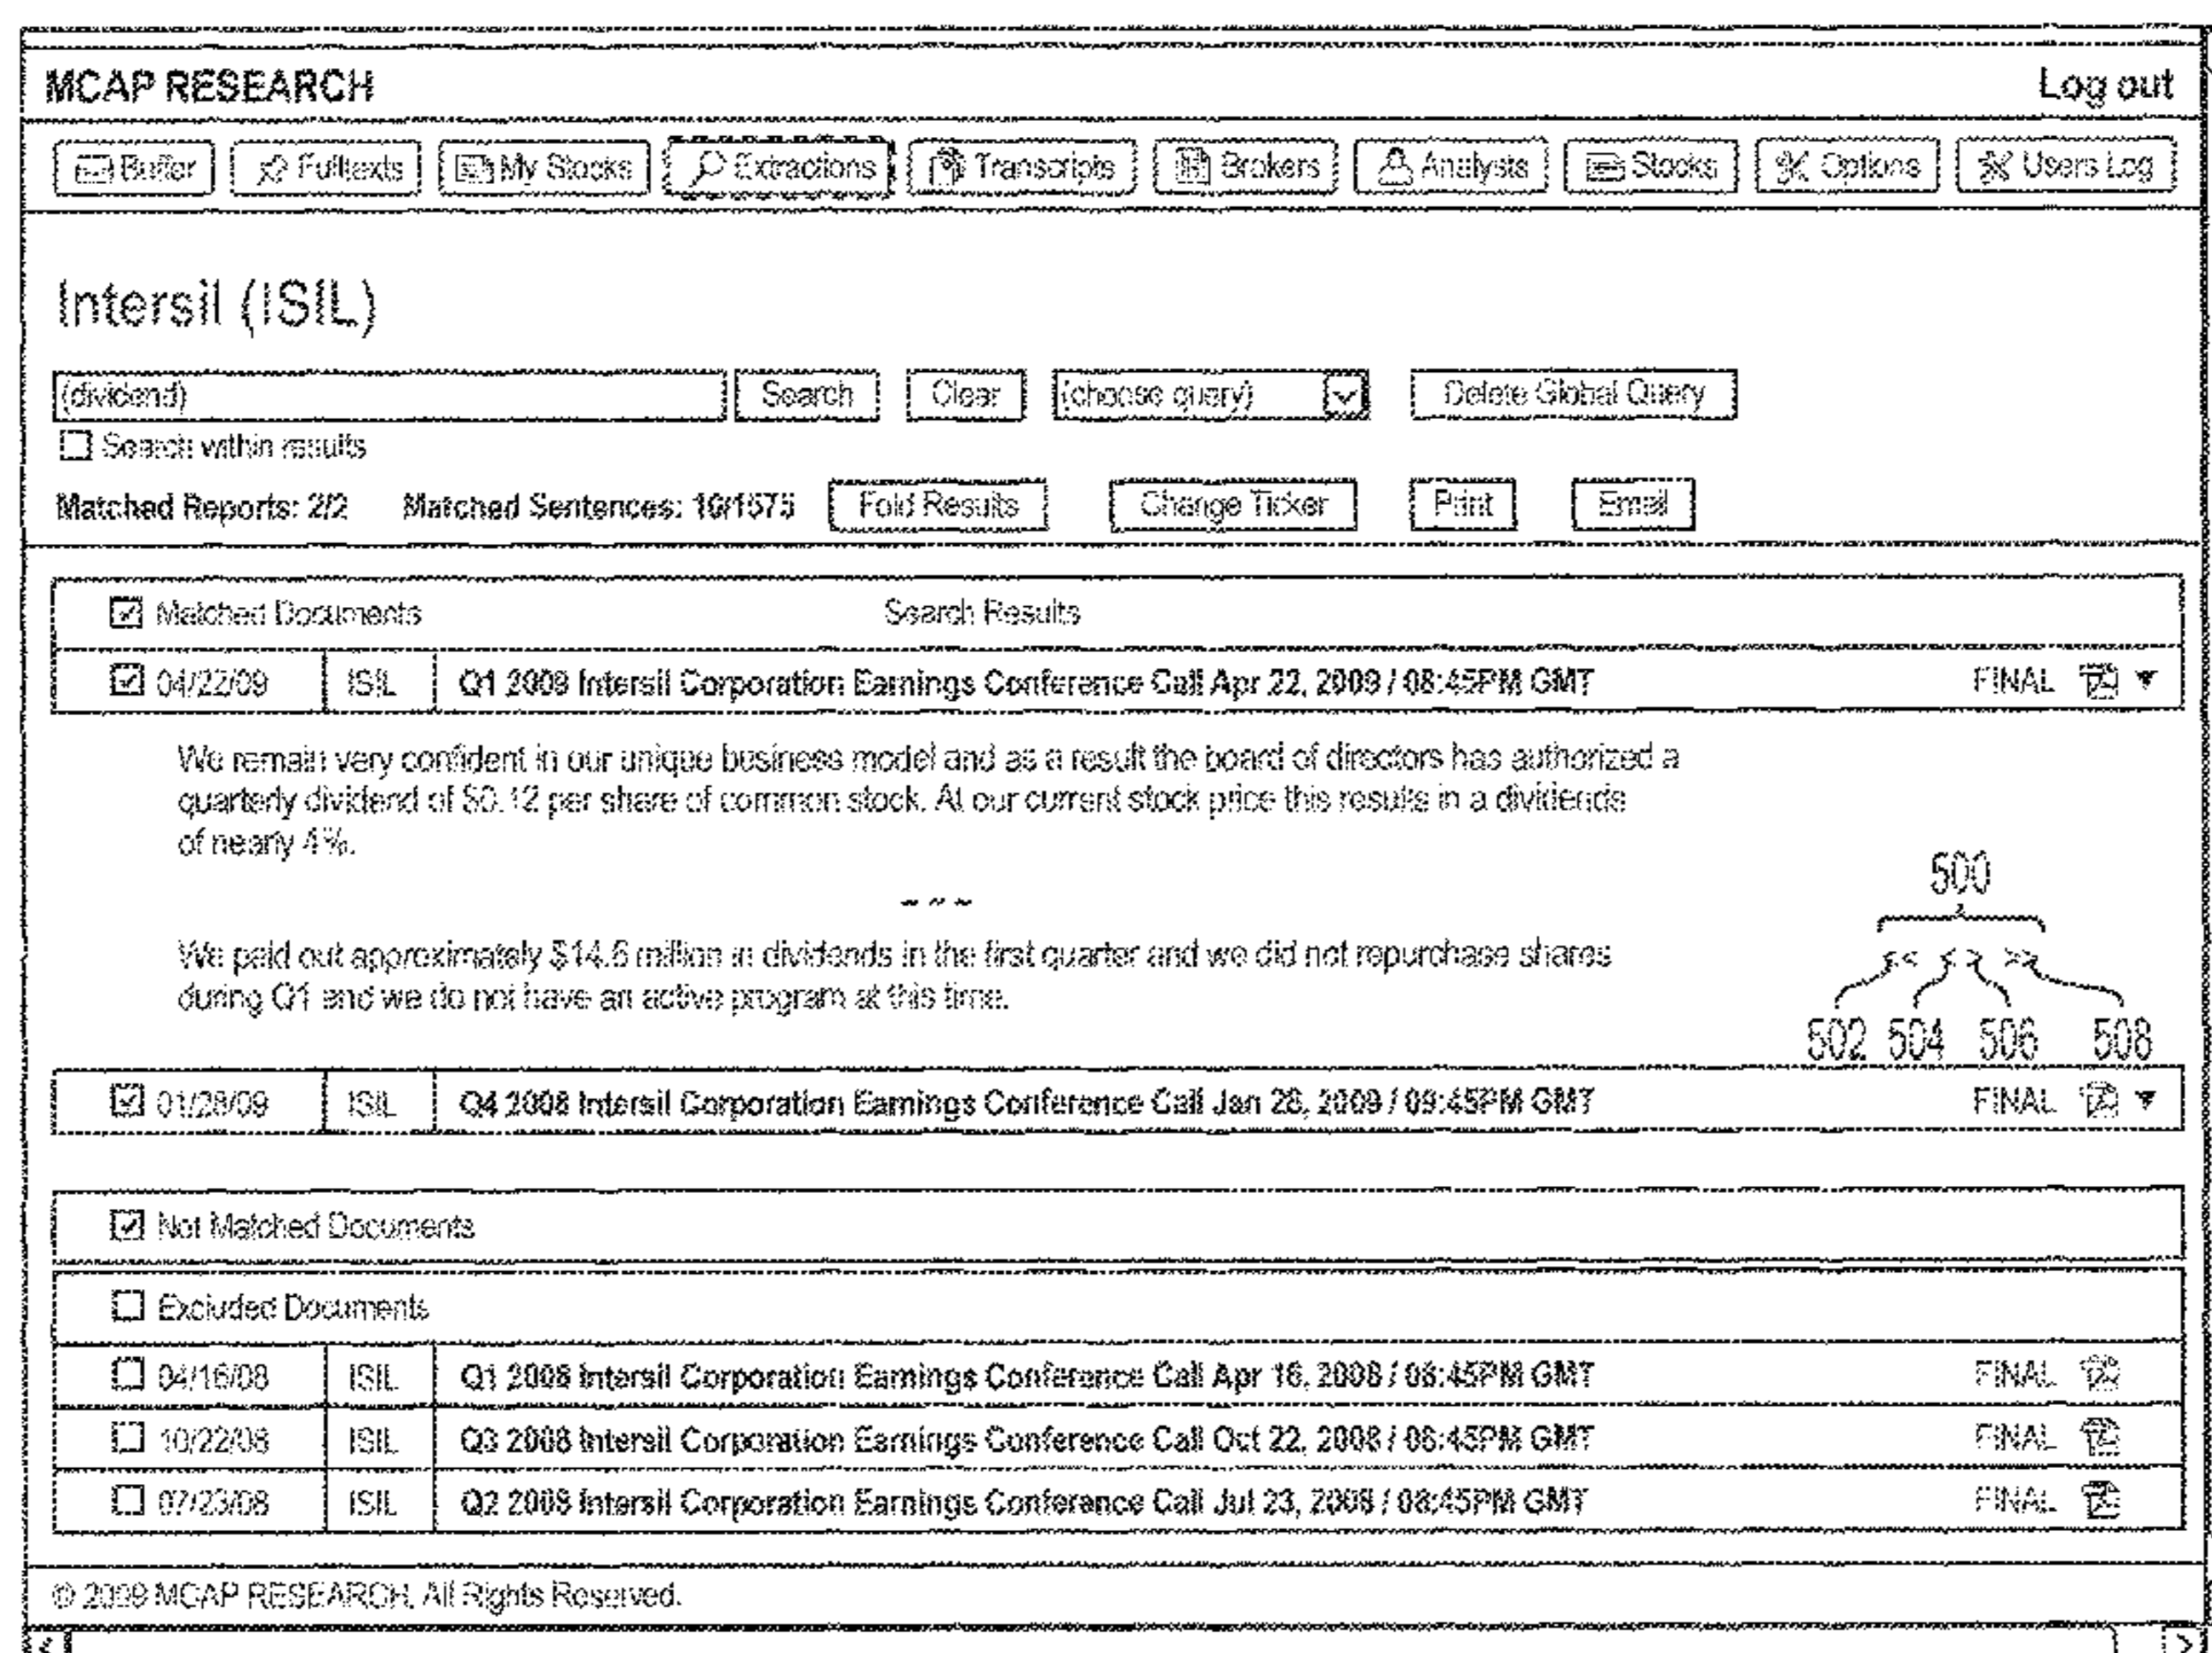 MCAP RESEARCH Log out
Buffer Fulltexts My Stocks Extractions Transcripts Brokers Analysts Stocks Options Users Log
Intersil (ISIL)
(dividend) Search Clear (choose query) Delete Global Query
Search within results
Matched Reports: 2/2 Matched Sentences: Fold Results Change Ticker Print Email
Matched Documents Search Results
04/22/09 ISIL Q1 2009 Intersil Corporation Earnings Conference Call Apr 22, 2009 / 08:45PM GMT FINAL
We remain very confident in our unique business model and as a result the board of directors has authorized a
quarterly dividend of $0.12 per share of common stock. At our current stock price this results in a dividends
of nearly 4%.
500
~ ~ ~
We paid out approximately $14.6 million in dividends in the first quarter and we did not repurchase shares
<< < > >>
during Q1 and we do not have an active program at this time.
502 504 506 508
01/28/09 ISIL Q4 2008 Intersil Corporation Earnings Conference Call Jan 28, 2009 / 09:45PM GMT FINAL
Not Matched Documents
Excluded Documents
04/16/08 ISIL Q1 2008 Intersil Corporation Earnings Conference Call Apr 16, 2008 / 08:45PM GMT FINAL
10/22/08 ISIL Q3 2008 Intersil Corporation Earnings Conference Call Oct 22, 2008 / 08:45PM GMT FINAL
07/23/08 ISIL Q2 2008 Intersil Corporation Earnings Conference Call Jul 23, 2008 / 08:45PM GMT FINAL
© 2009 MCAP RESEARCH, All Rights Reserved.